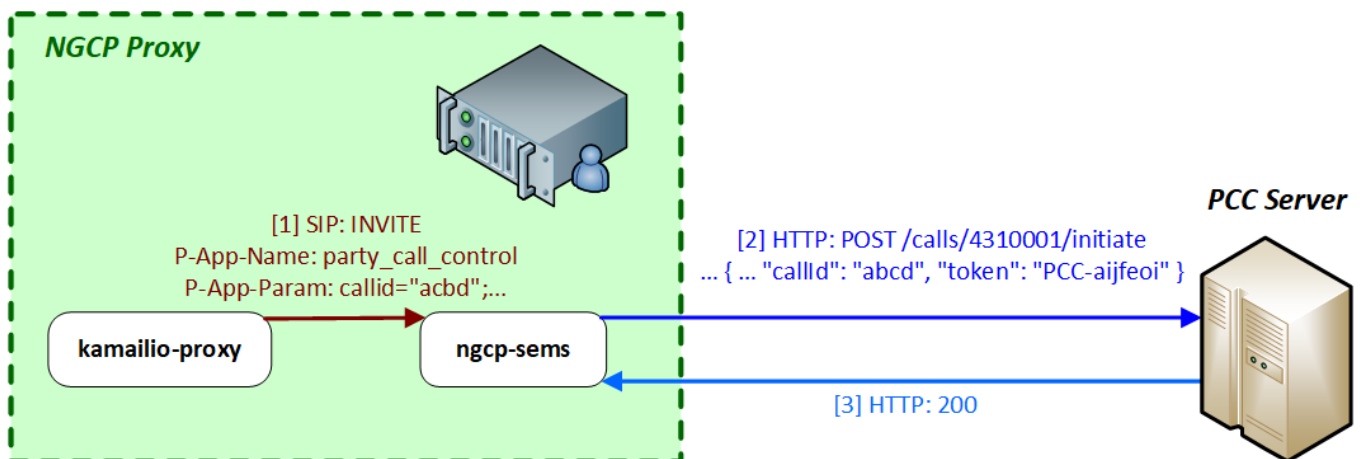 NGCP Proxy
[1] SIP: INVITE
P-App-Name: party_call_control
P-App-Param: callid="acbd";...
kamailio-proxy
ngcp-sems
PCC Server
[2] HTTP: POST /calls/4310001/initiate
... { ... "callId": "abcd", "token": "PCC-aijfeoi" }
[3] HTTP: 200